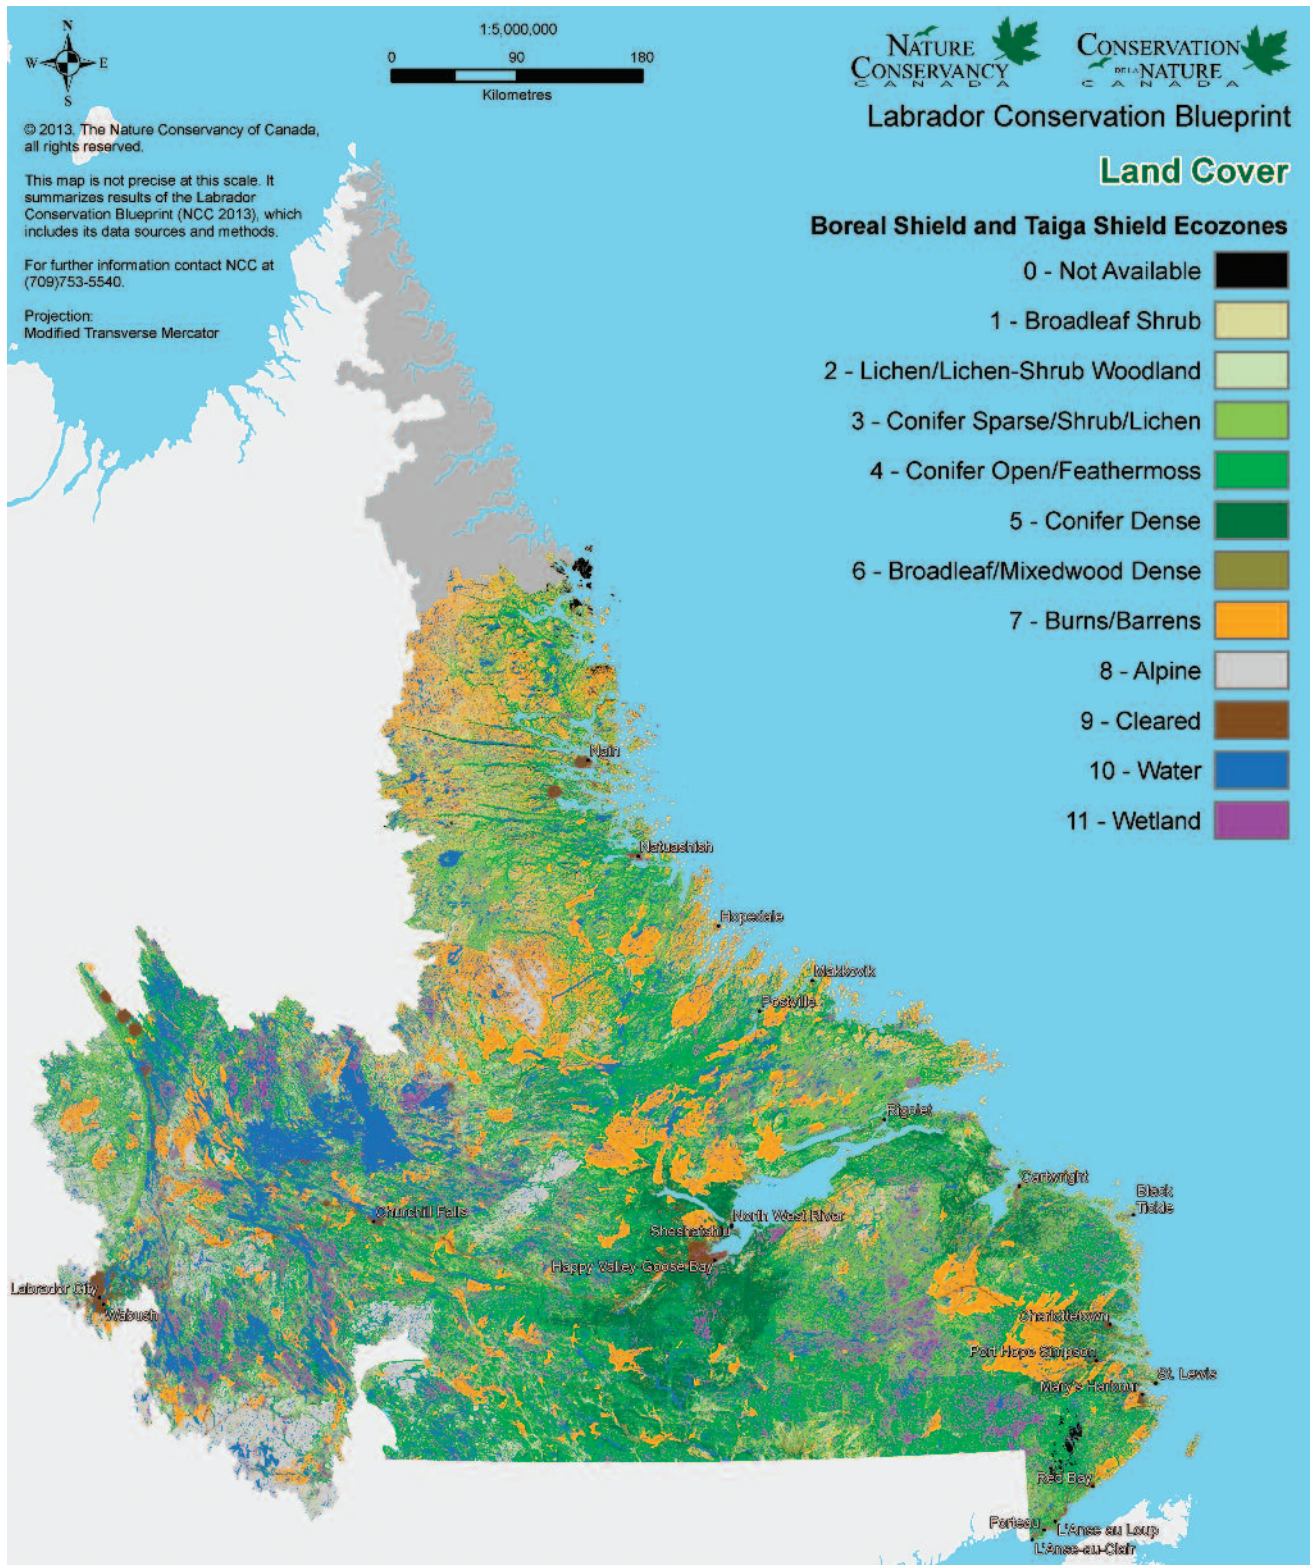 N
W E
S
1:5,000,000
0 90 180
Kilometres
NATURE
CONSERVANCY
CANADA
CONSERVATION
DE LA NATURE
CANADA
Labrador Conservation Blueprint
Land Cover
© 2013, The Nature Conservancy of Canada,
all rights reserved.
This map is not precise at this scale. It
summarizes results of the Labrador
Conservation Blueprint (NCC 2013), which
includes its data sources and methods.
For further information contact NCC at
(709)753-5540.
Projection:
Modified Transverse Mercator
Boreal Shield and Taiga Shield Ecozones
0 - Not Available
1 - Broadleaf Shrub
2 - Lichen/Lichen-Shrub Woodland
3 - Conifer Sparse/Shrub/Lichen
4 - Conifer Open/Feathermoss
5 - Conifer Dense
6 - Broadleaf/Mixedwood Dense
7 - Burns/Barrens
8 - Alpine
9 - Cleared
10 - Water
11 - Wetland
Nain
Natuashish
Hopedale
Makkovik
Postville
Rigolet
Cartwright
Black
Tickle
Churchill Falls
North West River
Sheshatshiu
Happy Valley-Goose Bay
Labrador City
Wabush
Charlottetown
Port Hope Simpson
St. Lewis
Mary's Harbour
Red Bay
Forteau
L'Anse au Loup
L'Anse-au-Clair